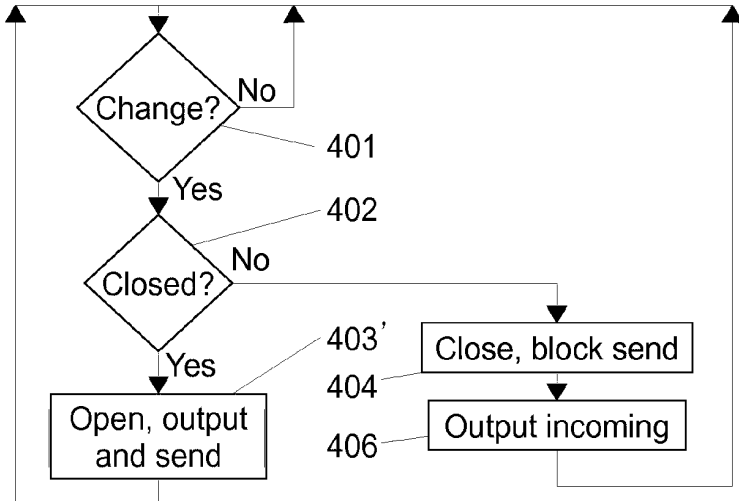 Change?
No
401
Yes
402
Closed?
No
403'
Yes
Close, block send
404
Open, output
and send
Output incoming
406